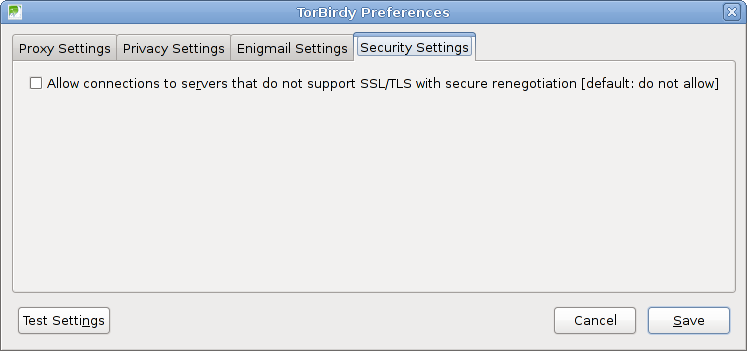 TorBirdy Preferences
Proxy Settings Privacy Settings Enigmail Settings Security Settings
Allow connections to servers that do not support SSL/TLS with secure renegotiation [default: do not allow]
Test Settings Cancel Save